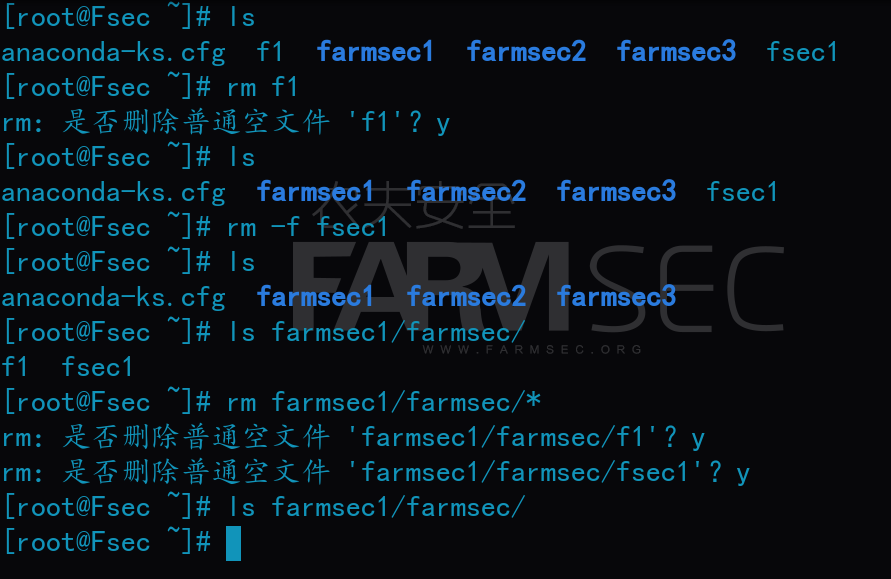 [root@Fsec ~]# ls
anaconda-ks.cfg  f1  farmsec1  farmsec2  farmsec3  fsec1
[root@Fsec ~]# rm f1
rm：是否删除普通空文件 'f1'？y
[root@Fsec ~]# ls
anaconda-ks.cfg  farmsec1  farmsec2  farmsec3  fsec1
农夫安全
[root@Fsec ~]# rm -f fsec1
[root@Fsec ~]# ls
FARMSEC
anaconda-ks.cfg  farmsec1  farmsec2  farmsec3
[root@Fsec ~]# ls farmsec1/farmsec/
WWW.FARMSEC.ORG
f1  fsec1
[root@Fsec ~]# rm farmsec1/farmsec/*
rm：是否删除普通空文件 'farmsec1/farmsec/f1'？y
rm：是否删除普通空文件 'farmsec1/farmsec/fsec1'？y
[root@Fsec ~]# ls farmsec1/farmsec/
[root@Fsec ~]#